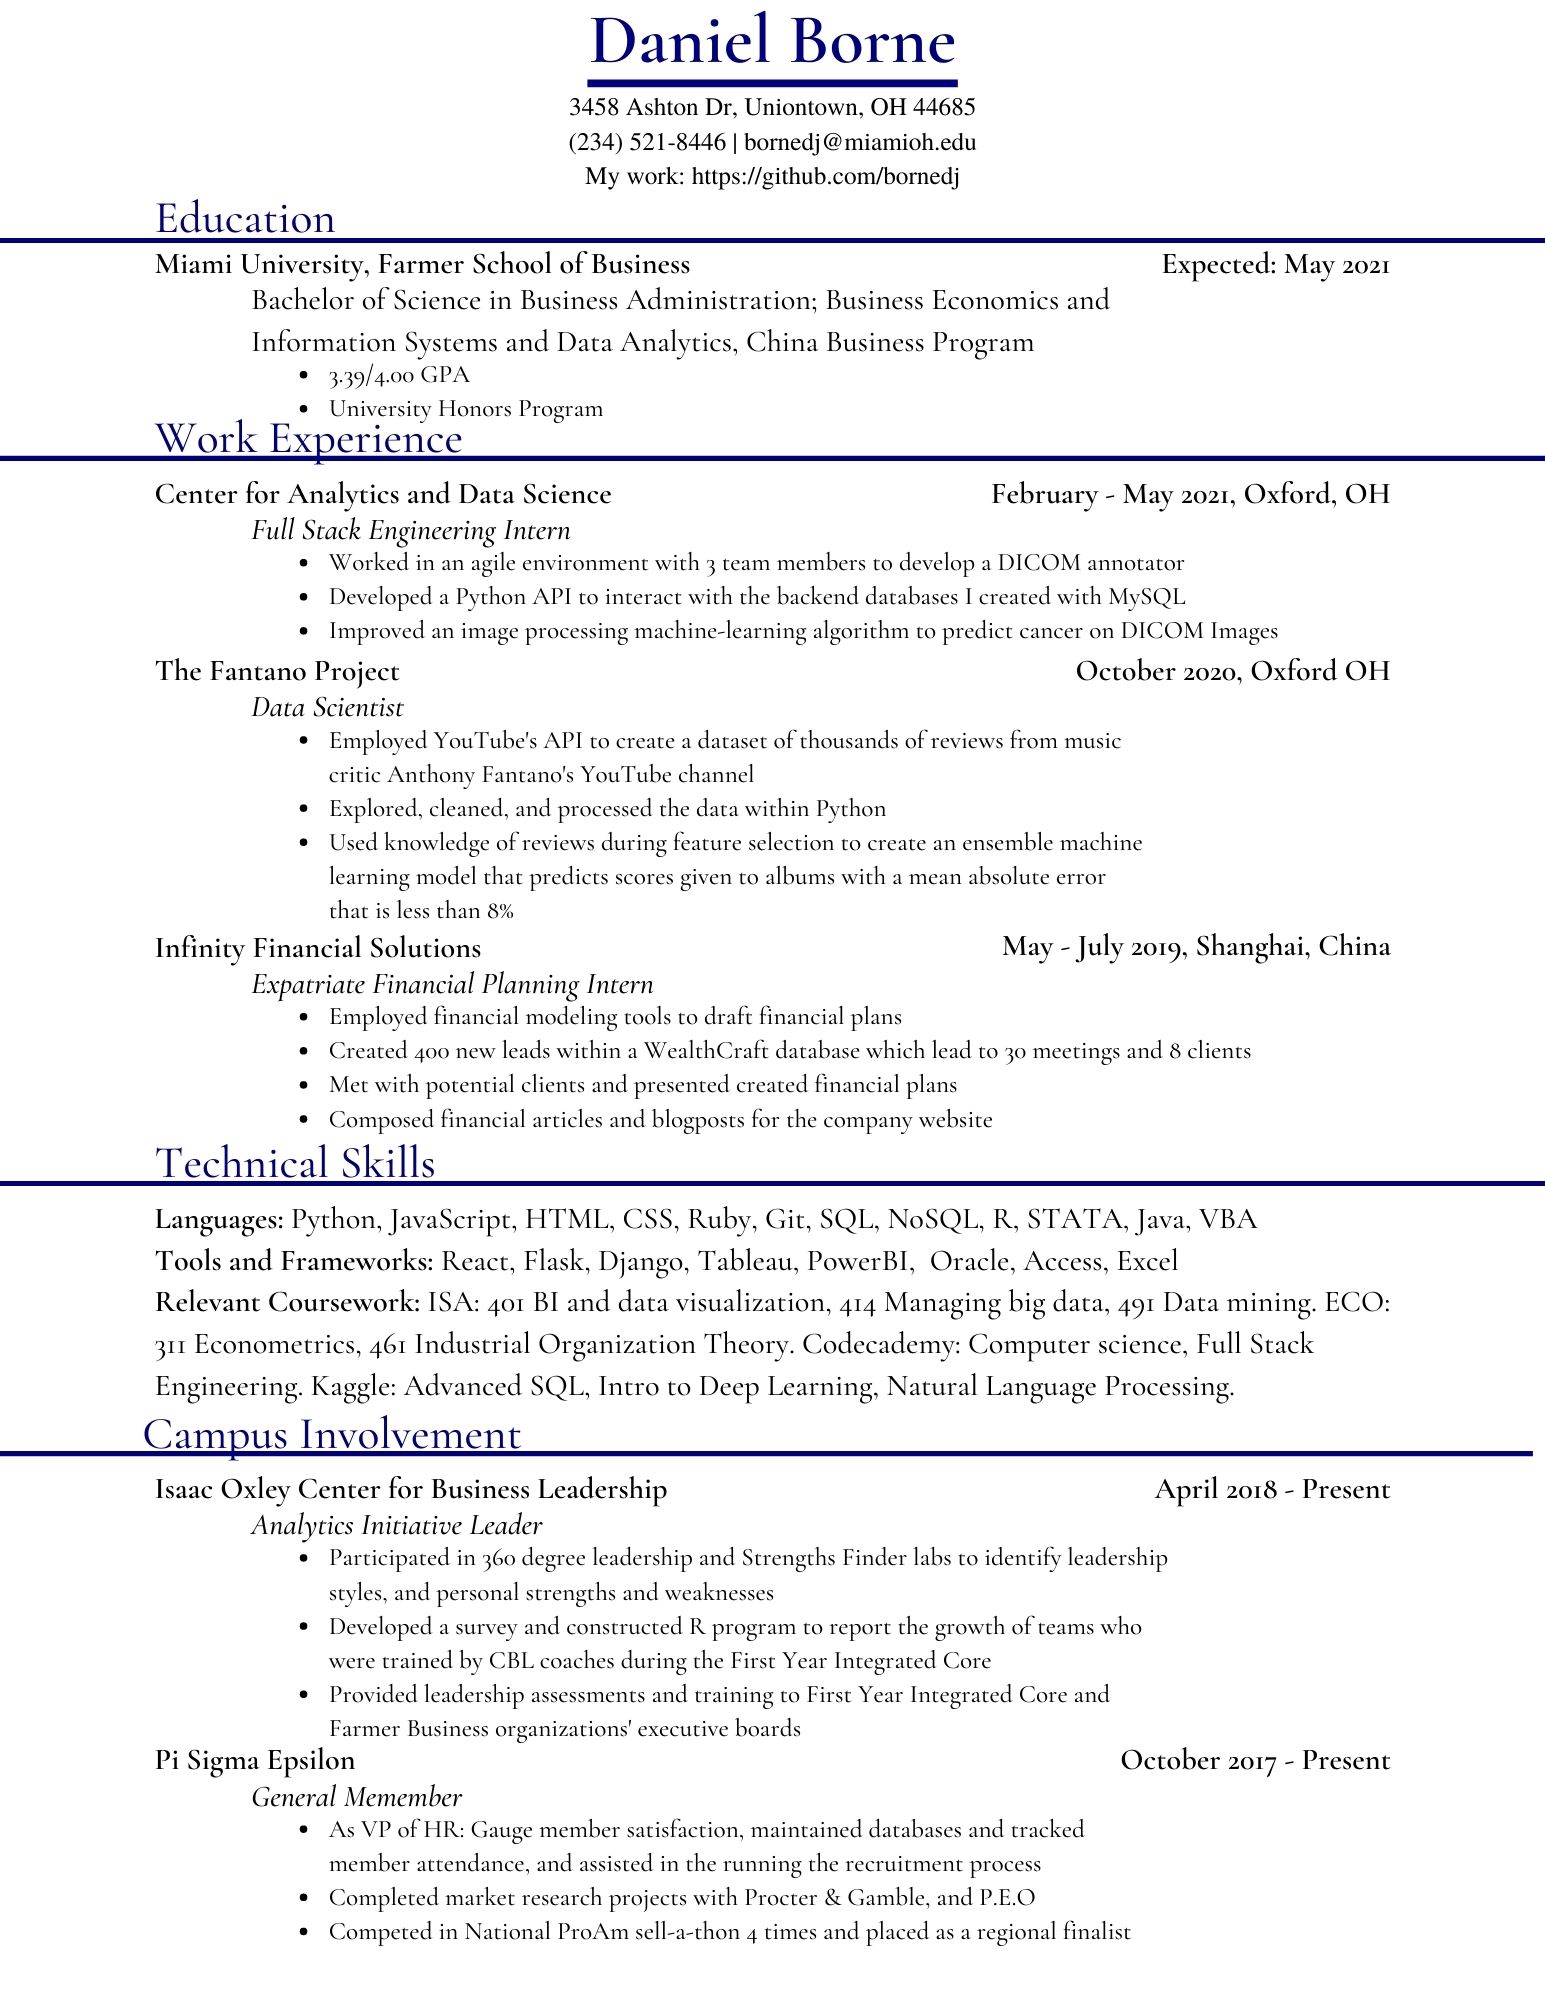 Daniel Borne
3458 Ashton Dr, Uniontown, OH 44685
(234) 521-8446 | bornedj@miamioh.edu
My work: https://github.com/bornedj
Education
Miami University, Farmer School of Business Expected: May 2021
Bachelor of Science in Business Administration; Business Economics and
Information Systems and Data Analytics, China Business Program
• 3.39/4.00 GPA
• University Honors Program
Work Experience
Center for Analytics and Data Science February - May 2021, Oxford, OH
Full Stack Engineering Intern
• Worked in an agile environment with 3 team members to develop a DICOM annotator
• Developed a Python API to interact with the backend databases I created with MySQL
• Improved an image processing machine-learning algorithm to predict cancer on DICOM Images
The Fantano Project October 2020, Oxford OH
Data Scientist
• Employed YouTube's API to create a dataset of thousands of reviews from music
critic Anthony Fantano's YouTube channel
• Explored, cleaned, and processed the data within Python
• Used knowledge of reviews during feature selection to create an ensemble machine
learning model that predicts scores given to albums with a mean absolute error
that is less than 8%
Infinity Financial Solutions May - July 2019, Shanghai, China
Expatriate Financial Planning Intern
• Employed financial modeling tools to draft financial plans
• Created 400 new leads within a WealthCraft database which lead to 30 meetings and 8 clients
• Met with potential clients and presented created financial plans
• Composed financial articles and blogposts for the company website
Technical Skills
Languages: Python, JavaScript, HTML, CSS, Ruby, Git, SQL, NoSQL, R, STATA, Java, VBA
Tools and Frameworks: React, Flask, Django, Tableau, PowerBI, Oracle, Access, Excel
Relevant Coursework: ISA: 401 BI and data visualization, 414 Managing big data, 491 Data mining. ECO:
311 Econometrics, 461 Industrial Organization Theory. Codecademy: Computer science, Full Stack
Engineering. Kaggle: Advanced SQL, Intro to Deep Learning, Natural Language Processing.
Campus Involvement
Isaac Oxley Center for Business Leadership April 2018 - Present
Analytics Initiative Leader
• Participated in 360 degree leadership and Strengths Finder labs to identify leadership
styles, and personal strengths and weaknesses
• Developed a survey and constructed R program to report the growth of teams who
were trained by CBL coaches during the First Year Integrated Core
• Provided leadership assessments and training to First Year Integrated Core and
Farmer Business organizations' executive boards
Pi Sigma Epsilon October 2017 - Present
General Memember
• As VP of HR: Gauge member satisfaction, maintained databases and tracked
member attendance, and assisted in the running the recruitment process
• Completed market research projects with Procter & Gamble, and P.E.O
• Competed in National ProAm sell-a-thon 4 times and placed as a regional finalist